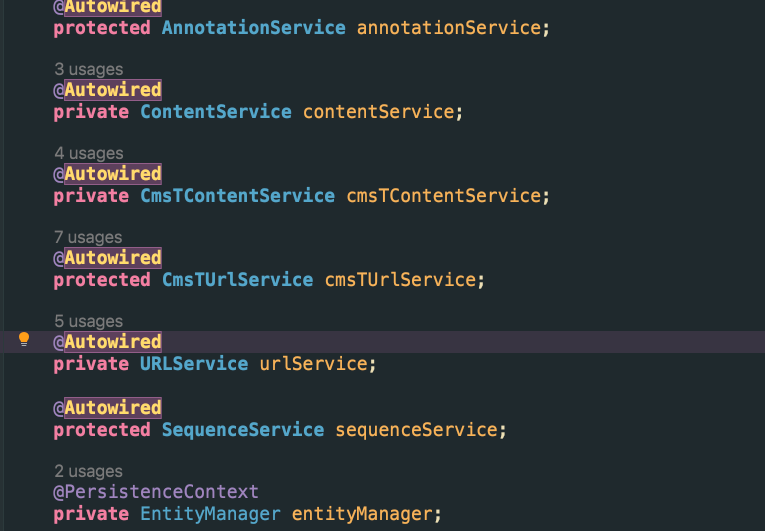 @Autowired
protected AnnotationService annotationService;
3 usages
@Autowired
private ContentService contentService;
4 usages
@Autowired
private CmsTContentService cmsTContentService;
7 usages
@Autowired
protected CmsTUrlService cmsTUrlService;
5 usages
@Autowired
private URLService urlService;
@Autowired
protected SequenceService sequenceService;
2 usages
@PersistenceContext
private EntityManager entityManager;